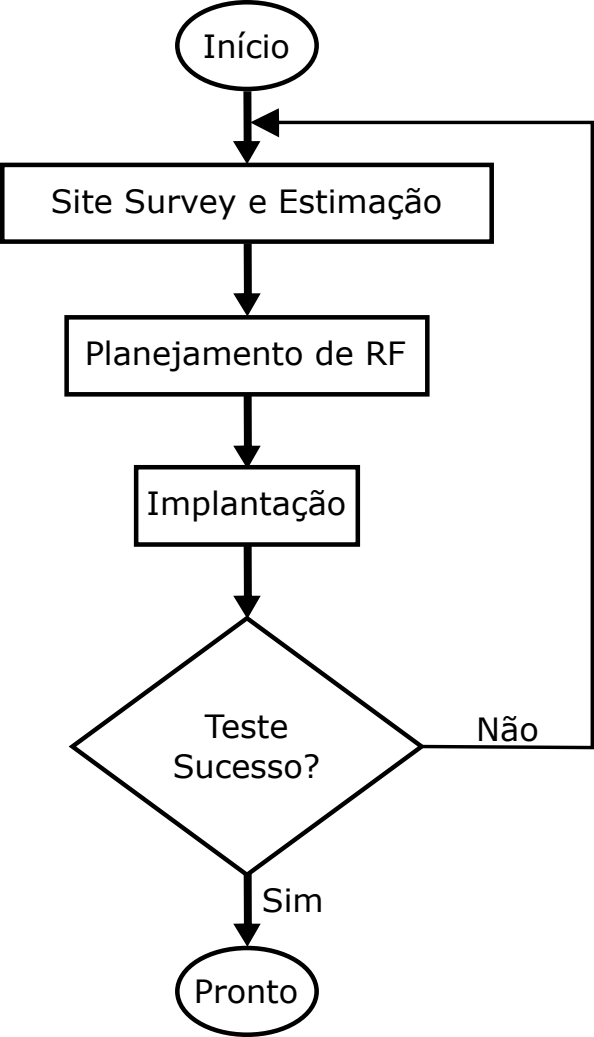 Início
Site Survey e Estimação
Planejamento de RF
Implantação
Teste
Sucesso?
Não
Sim
Pronto